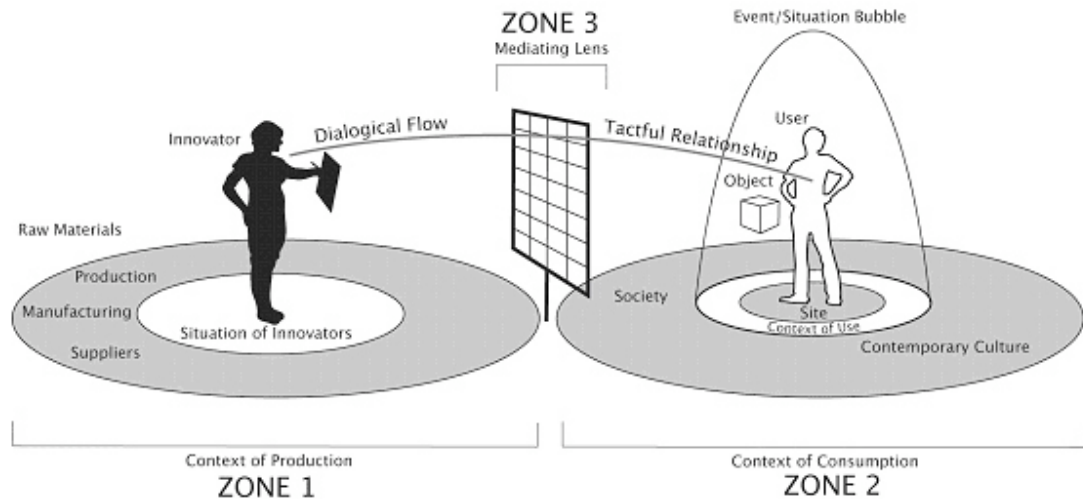 ZONE 3
Mediating Lens
Event/Situation Bubble
Innovator
Dialogical Flow
Tactful Relationship
User
Object
Raw Materials
Production
Manufacturing
Suppliers
Situation of Innovators
Society
Site
Context of Use
Contemporary Culture
Context of Production
ZONE 1
Context of Consumption
ZONE 2